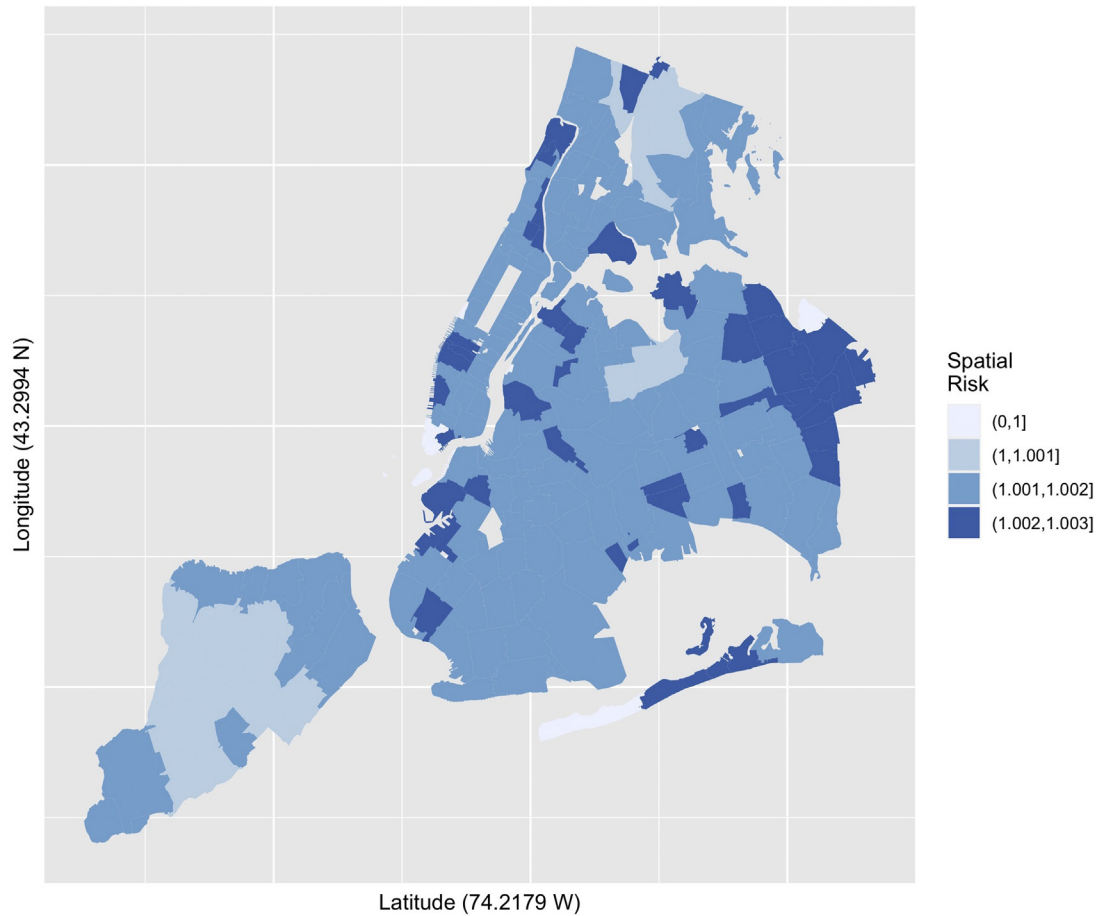 Longitude (43.2994 N)
Latitude (74.2179 W)
Spatial
Risk
(0,1]
(1,1.001]
(1.001,1.002]
(1.002,1.003]